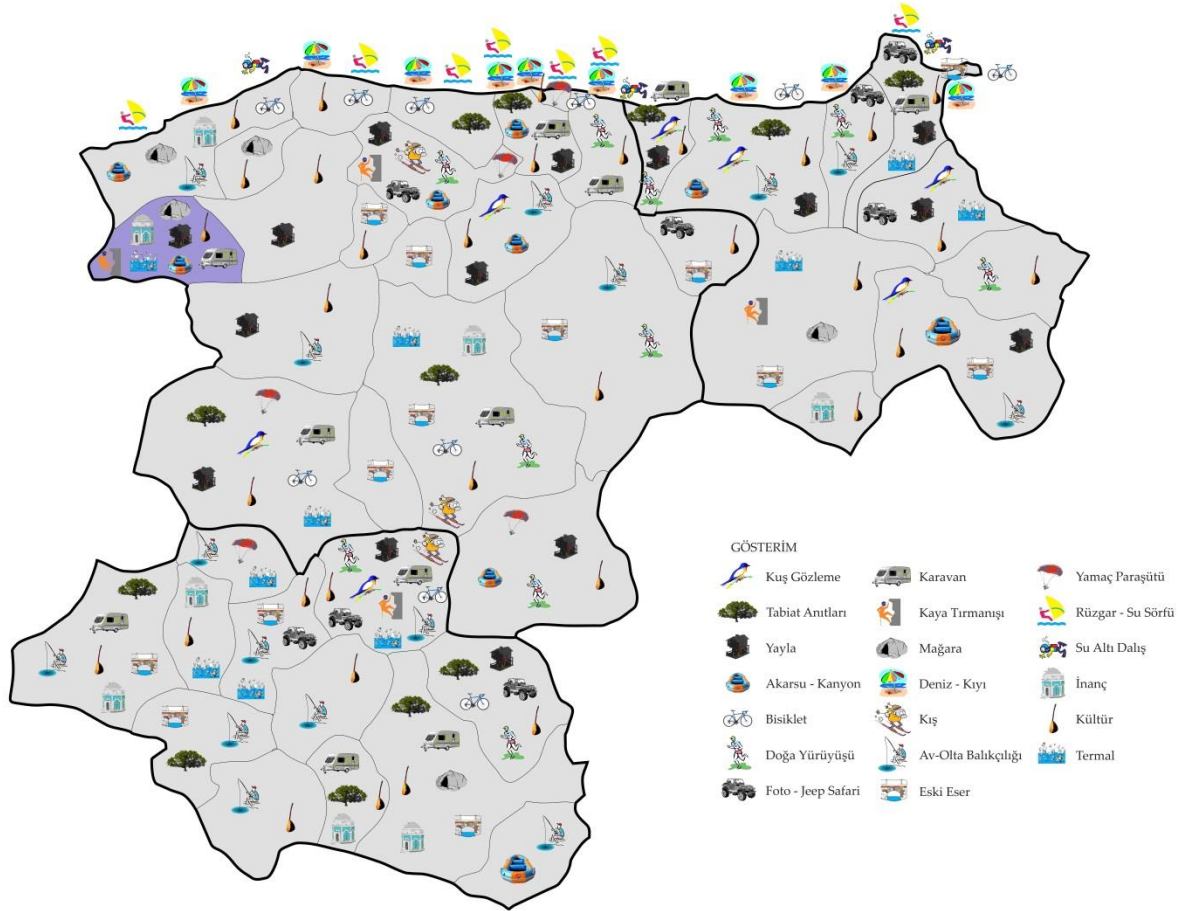 GÖSTERİM
Kuş Gözleme
Tabiat Anıtları
Yayla
Akarsu - Kanyon
Bisiklet
Doğa Yürüyüşü
Foto - Jeep Safari
Karavan
Kaya Tırmanışı
Mağara
Deniz - Kıyı
Kış
Av-Olta Balıkçılığı
Eski Eser
Yamaç Paraşütü
Rüzgar - Su Sörfü
Su Altı Dalış
İnanç
Kültür
Termal